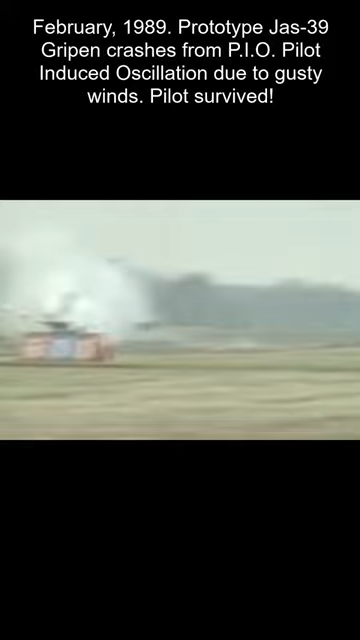 February, 1989. Prototype Jas-39
Gripen crashes from P.I.O. Pilot
Induced Oscillation due to gusty
winds. Pilot survived!